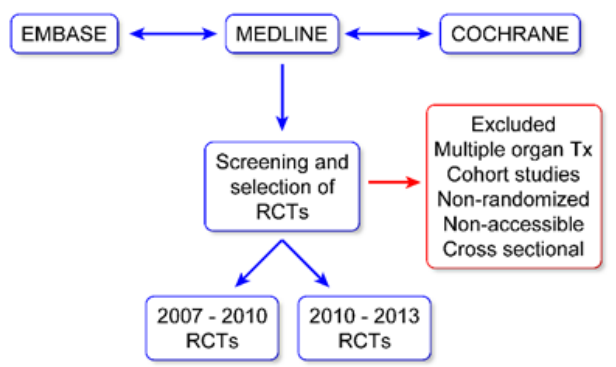 EMBASE
MEDLINE
COCHRANE
Screening and
selection of
RCTs
Excluded
Multiple organ Tx
Cohort studies
Non-randomized
Non-accessible
Cross sectional
2007 - 2010
RCTs
2010 - 2013
RCTs